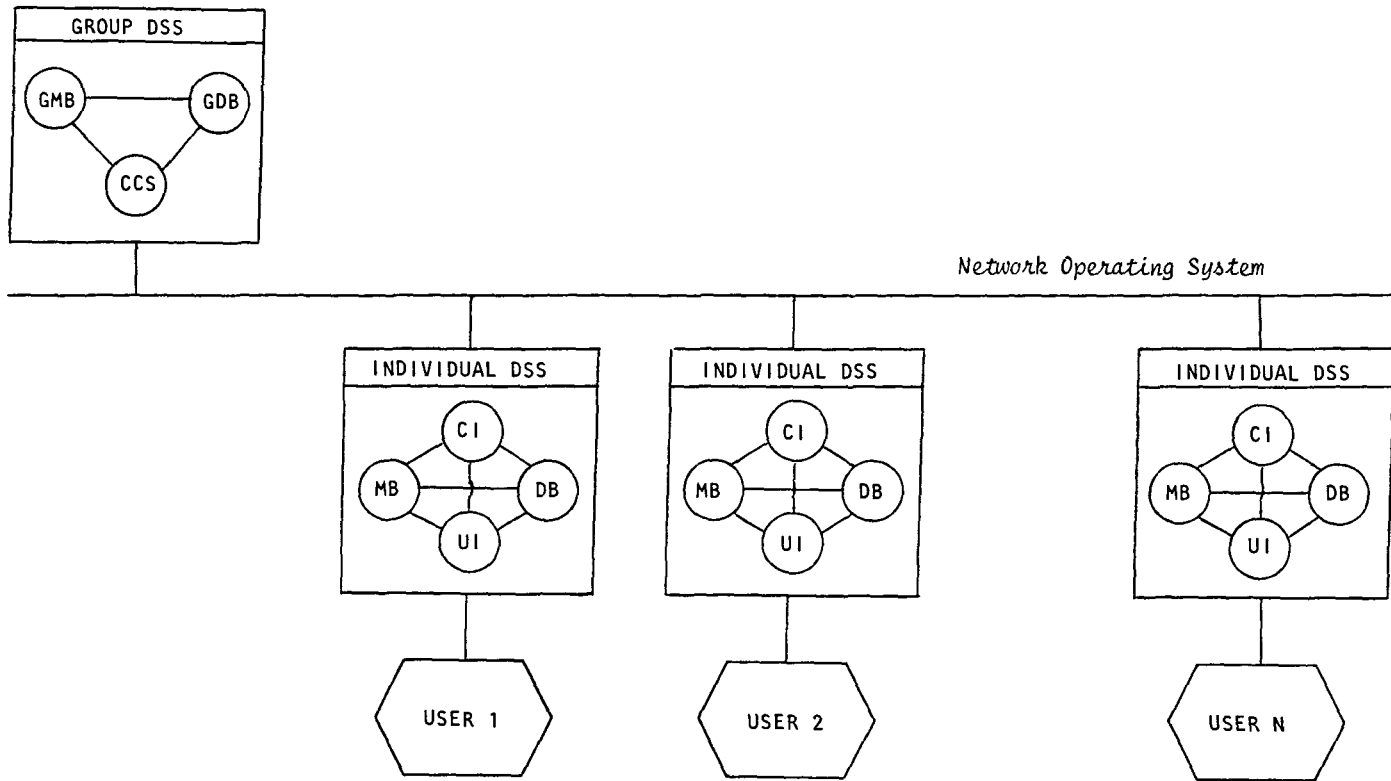 GROUP DSS
GMB
GDB
CCS
Network Operating System
INDIVIDUAL DSS
INDIVIDUAL DSS
INDIVIDUAL DSS
CI
MB
DB
UI
CI
MB
DB
UI
CI
MB
DB
UI
USER 1
USER 2
USER N